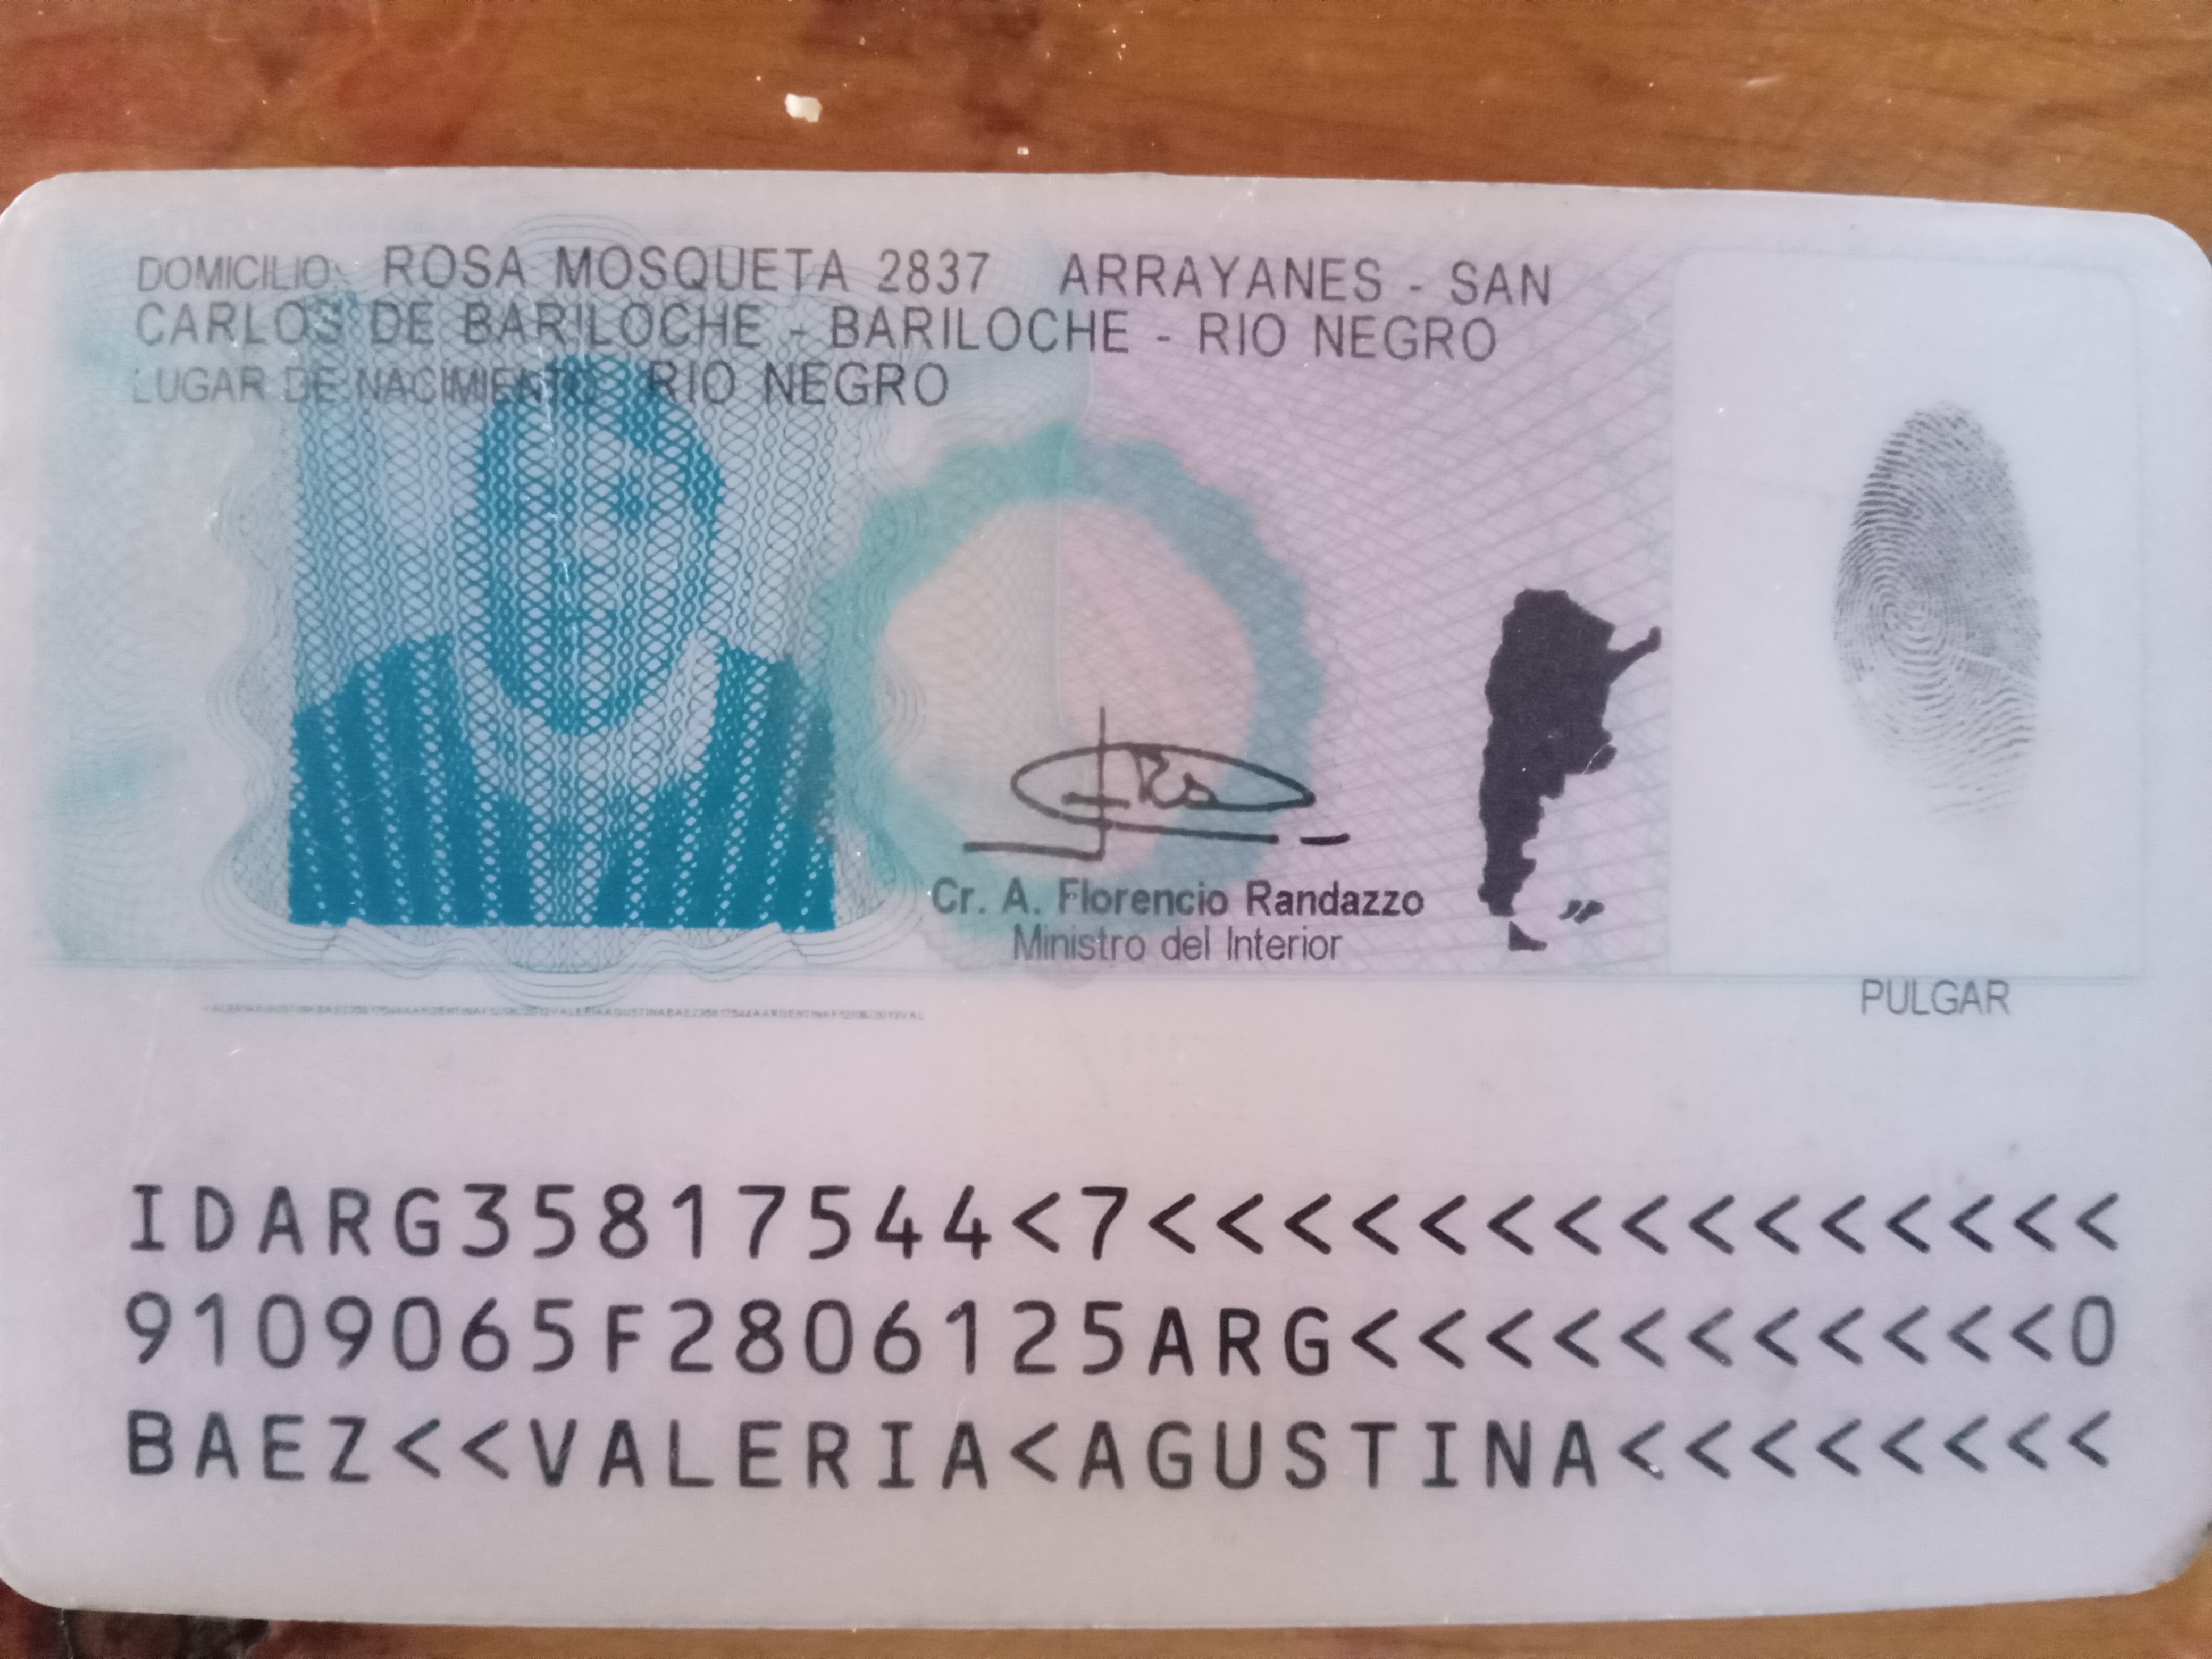 DOMICILIO: ROSA MOSQUETA 2837 ARRAYANES - SAN
CARLOS DE BARILOCHE - BARILOCHE - RIO NEGRO
LUGAR DE NACIMIENTO: RIO NEGRO
Cr. A. Florencio Randazzo
Ministro del Interior
PULGAR
IDARG35817544<7<<<<<<<<<<<<<<<
9109065F2806125ARG<<<<<<<<<<<0
BAEZ<<VALERIA<AGUSTINA<<<<<<<<